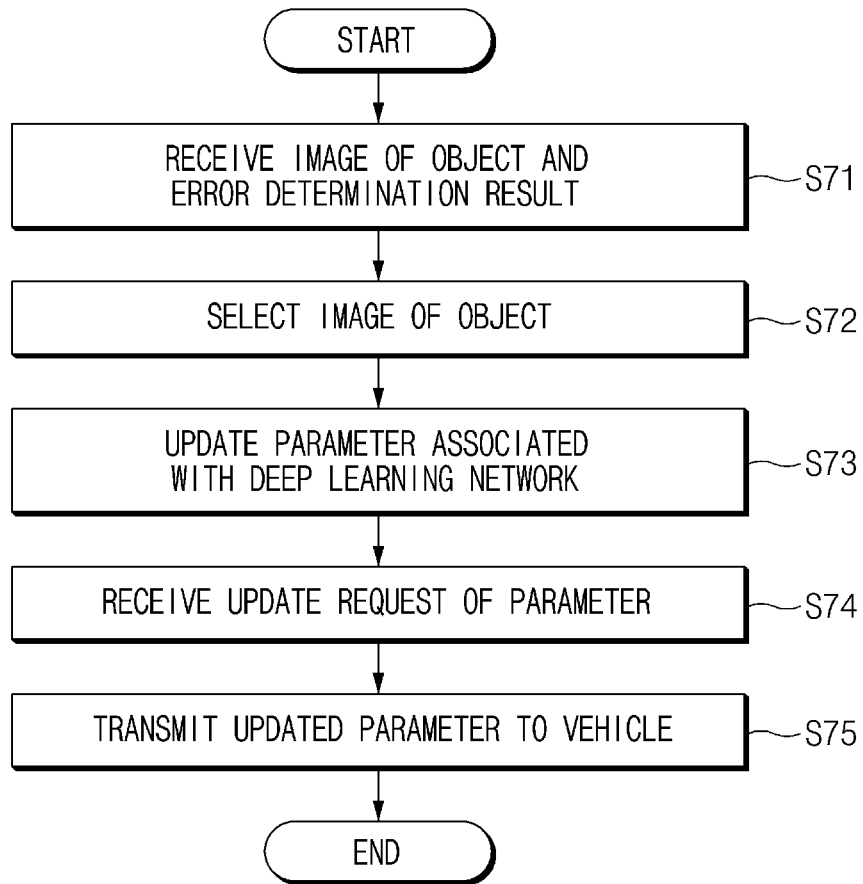 START
RECEIVE IMAGE OF OBJECT AND
ERROR DETERMINATION RESULT
S71
SELECT IMAGE OF OBJECT
S72
UPDATE PARAMETER ASSOCIATED
WITH DEEP LEARNING NETWORK
S73
RECEIVE UPDATE REQUEST OF PARAMETER
S74
TRANSMIT UPDATED PARAMETER TO VEHICLE
S75
END